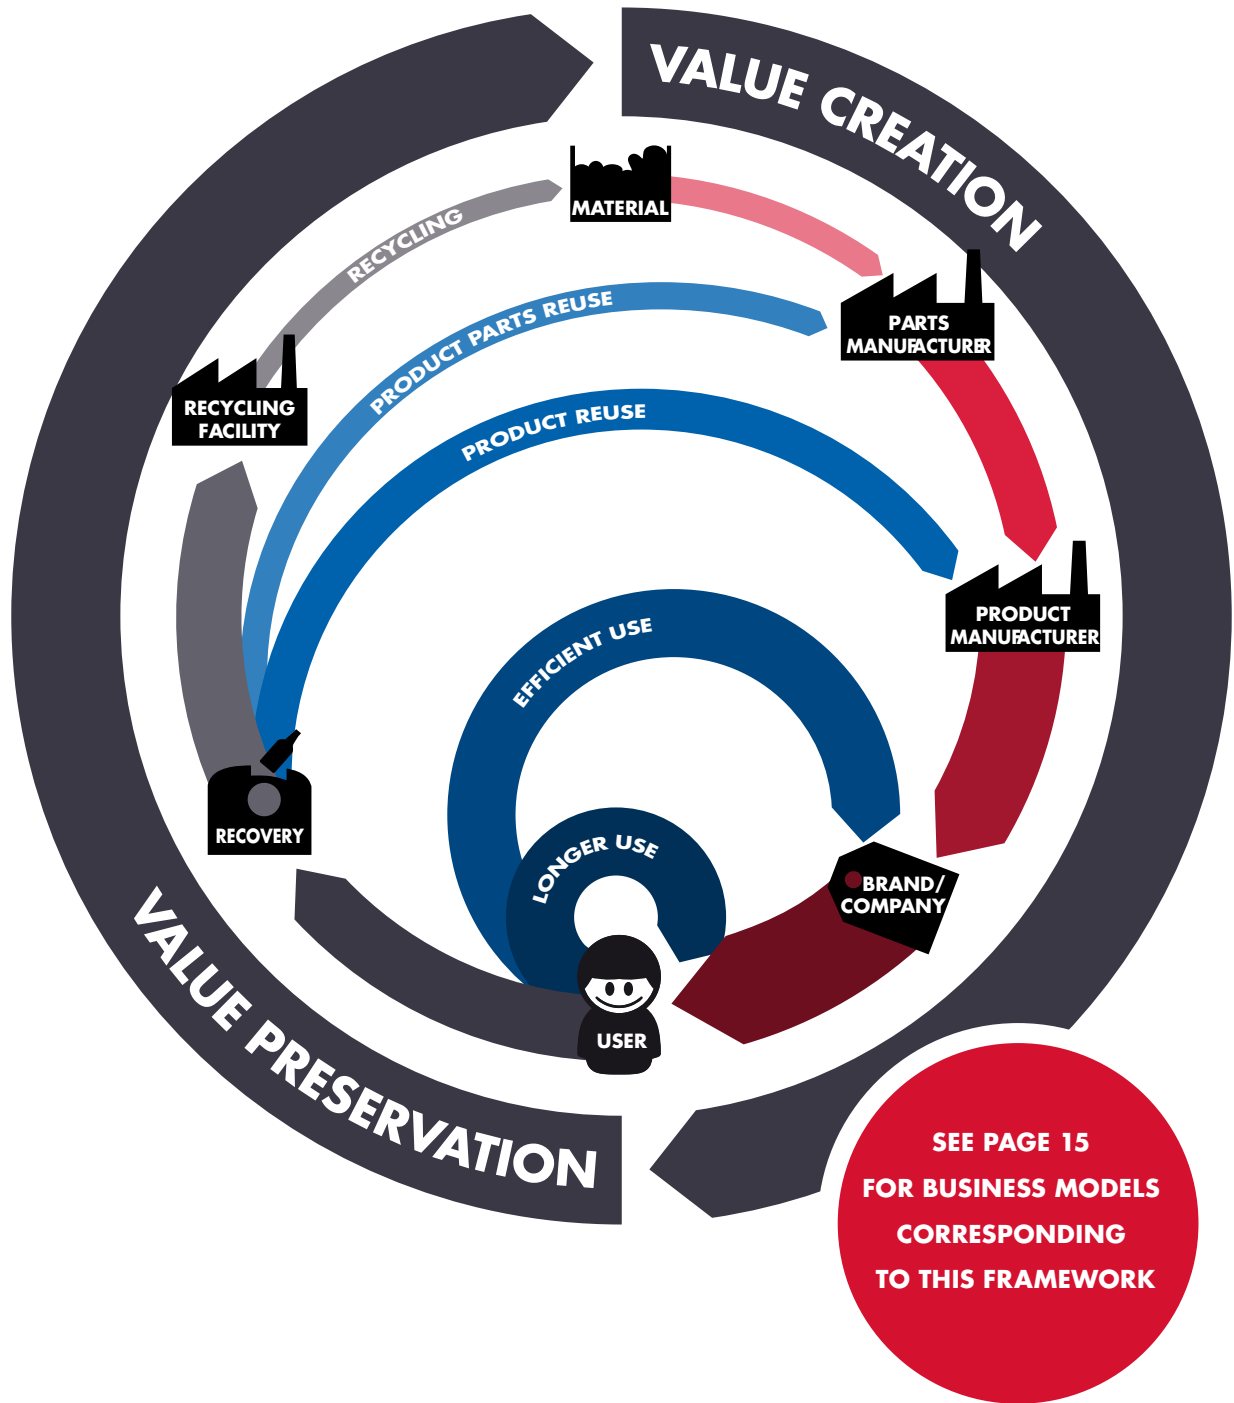 VALUE CREATION
MATERIAL
RECYCLING
PRODUCT PARTS REUSE
PARTS
MANUFACTURER
RECYCLING
FACILITY
PRODUCT REUSE
PRODUCT
MANUFACTURER
EFFICIENT USE
RECOVERY
LONGER USE
BRAND/
COMPANY
USER
VALUE PRESERVATION
SEE PAGE 15
FOR BUSINESS MODELS
CORRESPONDING
TO THIS FRAMEWORK